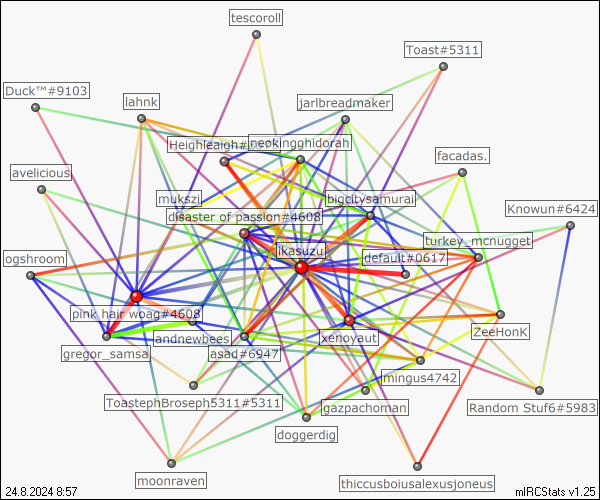 tescoroll
Toast#5311
Duck™#9103
lahnk
jarlbreadmaker
Heighleaigh#
neokingghidorah
facadas.
avelicious
mukszi
bigcitysamurai
Knowun#6424
disaster of passion#4608
turkey_mcnugget
ogshroom
ikasuzu
default#0617
pink hair woag#4608
andnewbees
xenoyaut
ZeeHonK
gregor_samsa
asad#6947
mingus4742
ToastephBroseph5311#5311
gazpachoman
Random Stuf6#5983
doggerdig
moonraven
thiccusboiusalexusjoneus
24.8.2024 8:57
mIRCStats v1.25